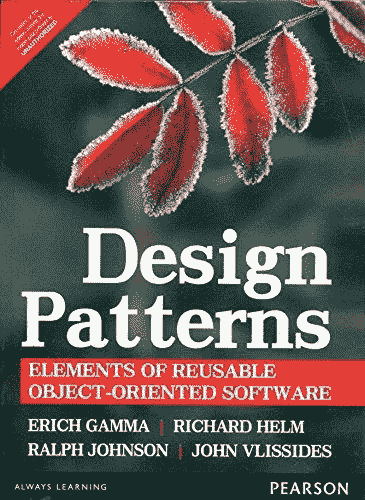 UNAUTHORIZED
Design
Patterns
ELEMENTS OF REUSABLE
OBJECT-ORIENTED SOFTWARE
ERICH GAMMA | RICHARD HELM
RALPH JOHNSON | JOHN VLISSIDES
ALWAYS LEARNING
PEARSON